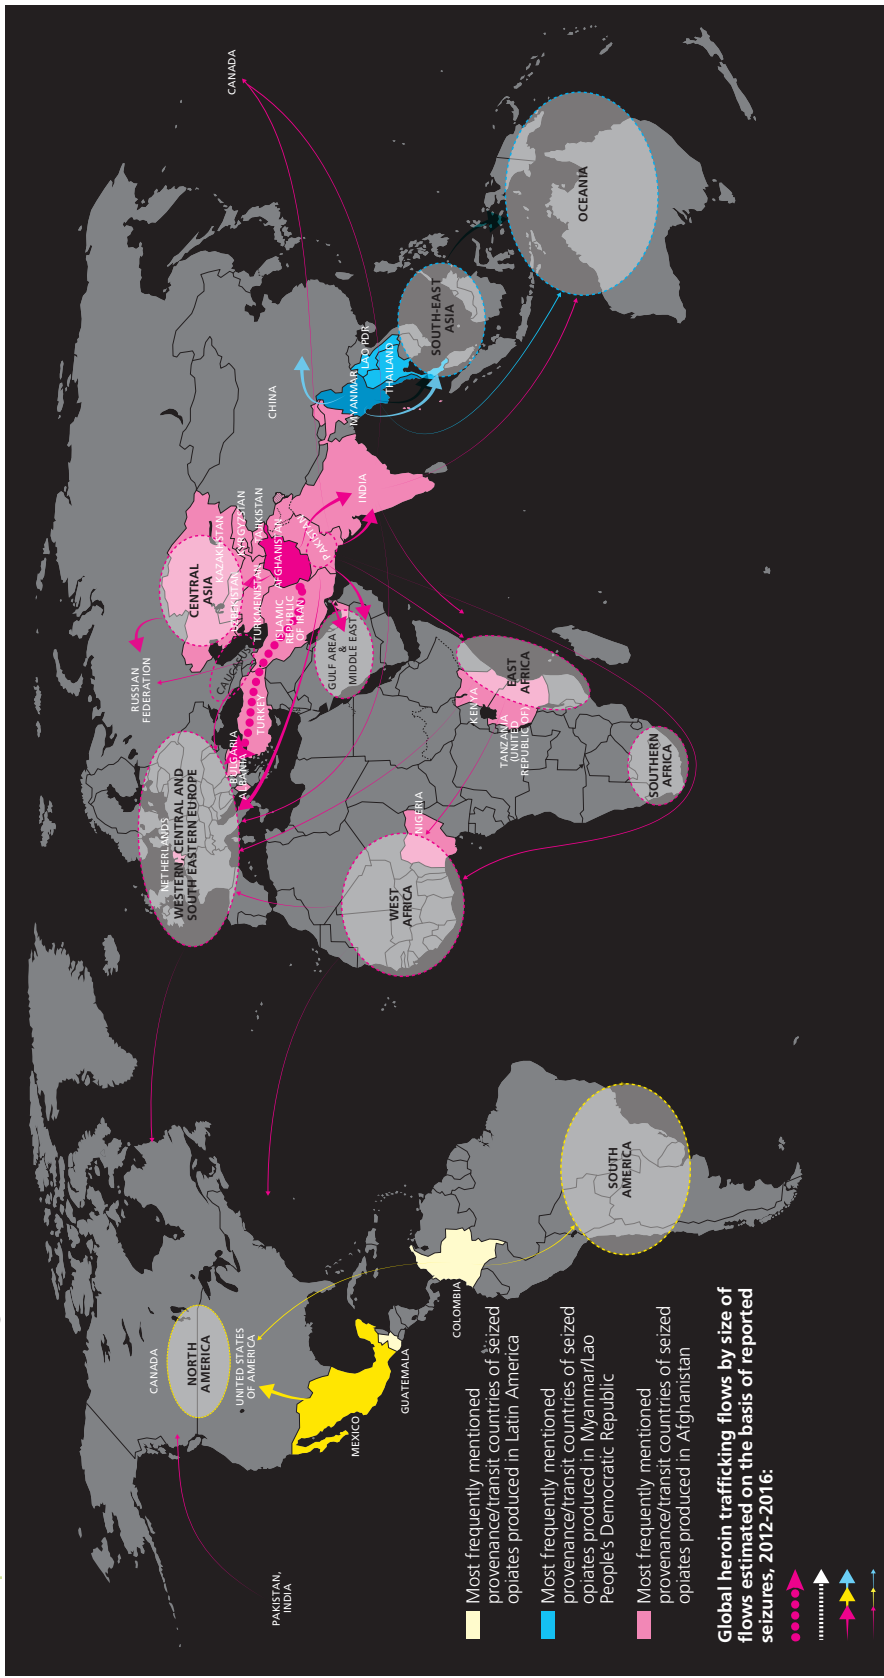 CANADA
NORTH
AMERICA
UNITED STATES
OF AMERICA
MEXICO
GUATEMALA
COLOMBIA
SOUTH
AMERICA
PAKISTAN,
INDIA
NETHERLANDS
WESTERN, CENTRAL AND
SOUTH EASTERN EUROPE
BULGARIA
ALBANIA
TURKEY
CAUCASUS
RUSSIAN
FEDERATION
CENTRAL
ASIA
KAZAKHSTAN
KYRGYZSTAN
UZBEKISTAN
TAJIKISTAN
TURKMENISTAN
AFGHANISTAN
ISLAMIC
REPUBLIC
OF IRAN
PAKISTAN
INDIA
GULF AREA
&
MIDDLE EAST
CHINA
MYANMAR
LAO PDR
THAILAND
SOUTH-EAST
ASIA
OCEANIA
CANADA
WEST
AFRICA
NIGERIA
KENYA
EAST
AFRICA
TANZANIA
(UNITED
REPUBLIC OF)
SOUTHERN
AFRICA
Most frequently mentioned
provenance/transit countries of seized
opiates produced in Latin America
Most frequently mentioned
provenance/transit countries of seized
opiates produced in Myanmar/Lao
People's Democratic Republic
Most frequently mentioned
provenance/transit countries of seized
opiates produced in Afghanistan
Global heroin trafficking flows by size of
flows estimated on the basis of reported
seizures, 2012-2016: